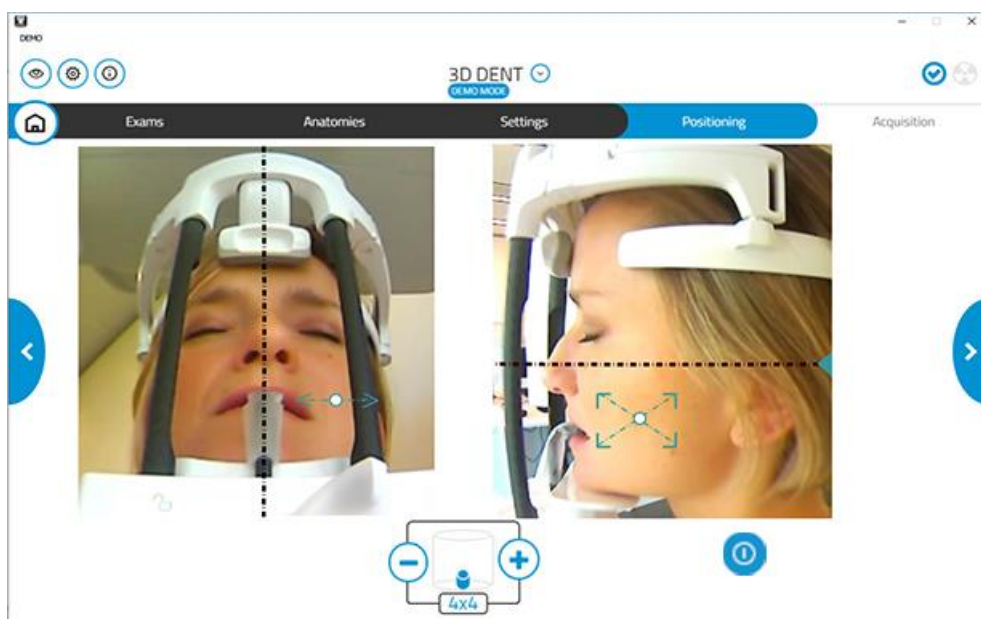 DEMO
3D DENT
DEMO MODE
Exams
Anatomies
Settings
Positioning
Acquisition
4x4